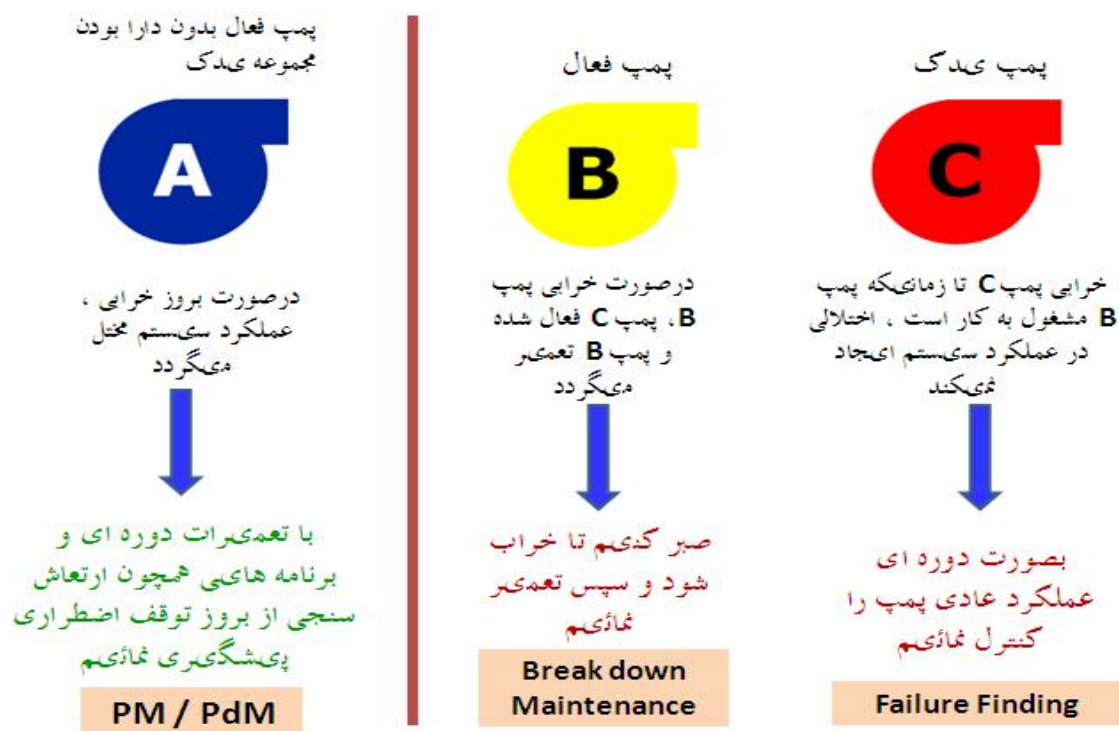 پمپ فعال بدون دارا بودن
مجموعه یدک
A
درصورت بروز خرابی ،
عملکرد سیستم مختل
میگردد
با تعمیرات دوره ای و
برنامه هایی همچون ارتعاش
سنجی از بروز توقف اضطراری
پیشگیری نمائیم
PM / PdM
پمپ فعال
B
درصورت خرابی پمپ
B، پمپ C فعال شده
و پمپ B تعمیر
میگردد
صبر کنیم تا خراب
شود و سپس تعمیر
نمائیم
Break down
Maintenance
پمپ یدک
C
خرابی پمپ C تا زمانیکه پمپ
B مشغول به کار است ، اختلالی
در عملکرد سیستم ایجاد
نمیکند
بصورت دوره ای
عملکرد عادی پمپ را
کنترل نمائیم
Failure Finding